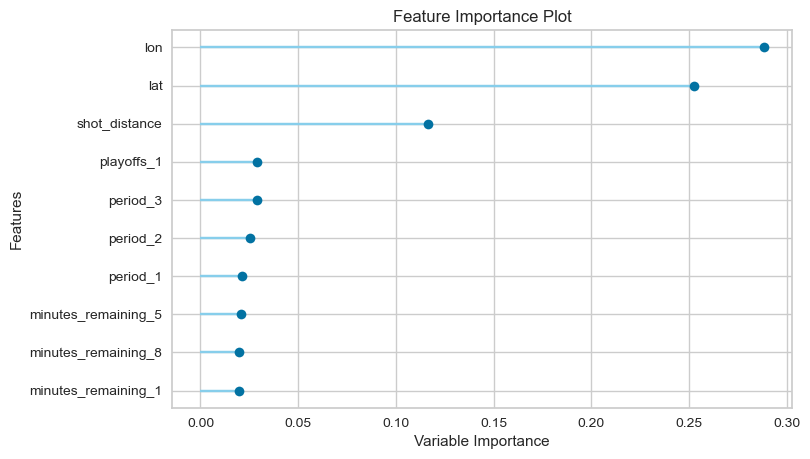 Feature Importance Plot
lon
lat
shot_distance
playoffs_1
period_3
period_2
period_1
minutes_remaining_5
minutes_remaining_8
minutes_remaining_1
Features
0.00 0.05 0.10 0.15 0.20 0.25 0.30
Variable Importance